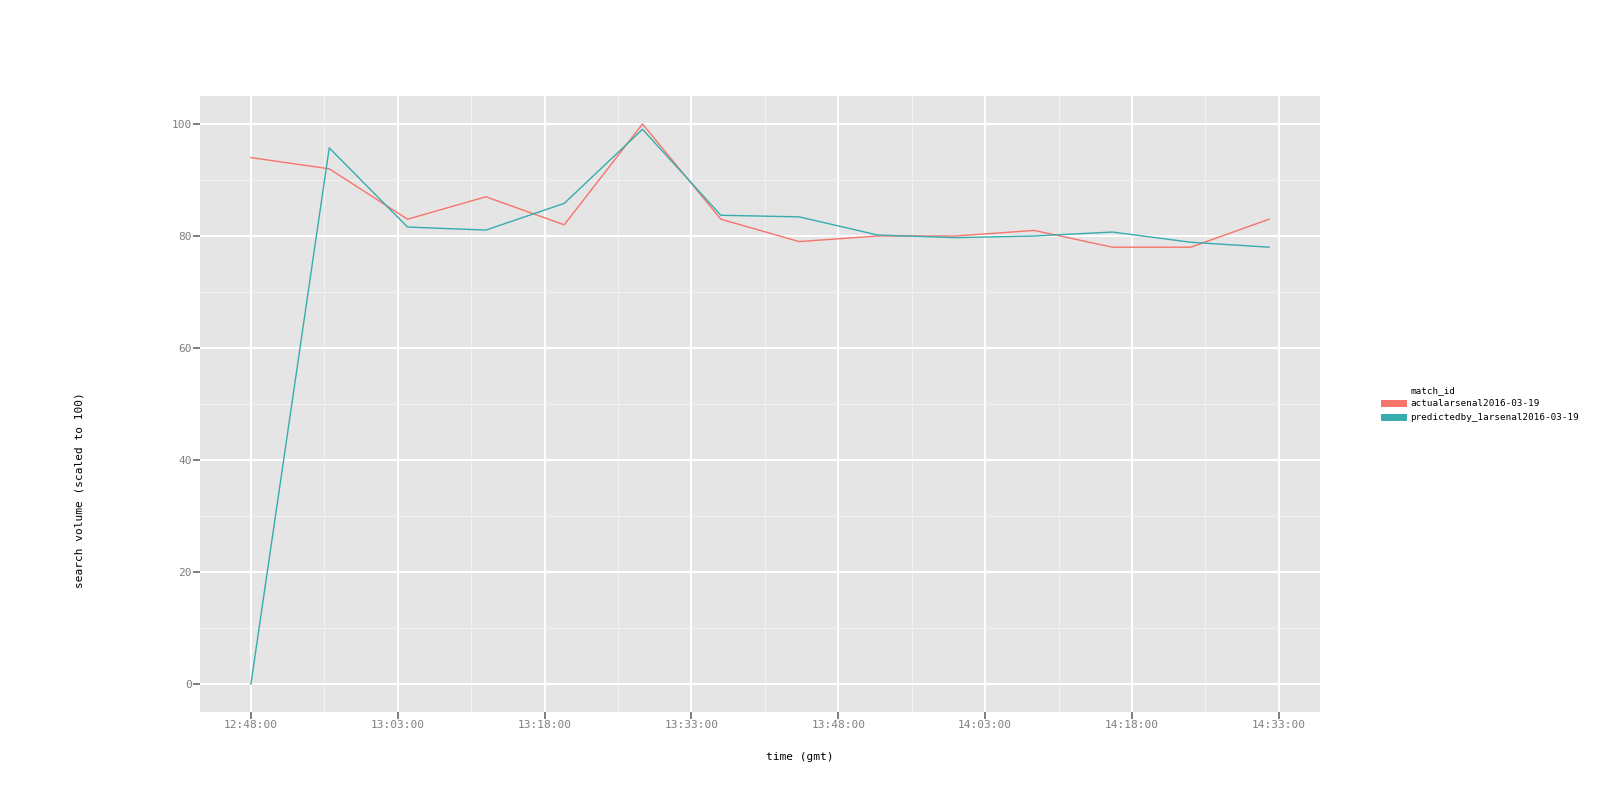 100
80
60
40
20
0
search volume (scaled to 100)
12:48:00 13:03:00 13:18:00 13:33:00 13:48:00 14:03:00 14:18:00 14:33:00
time (gmt)
match_id
actualarsenal2016-03-19
predictedby_1arsenal2016-03-19